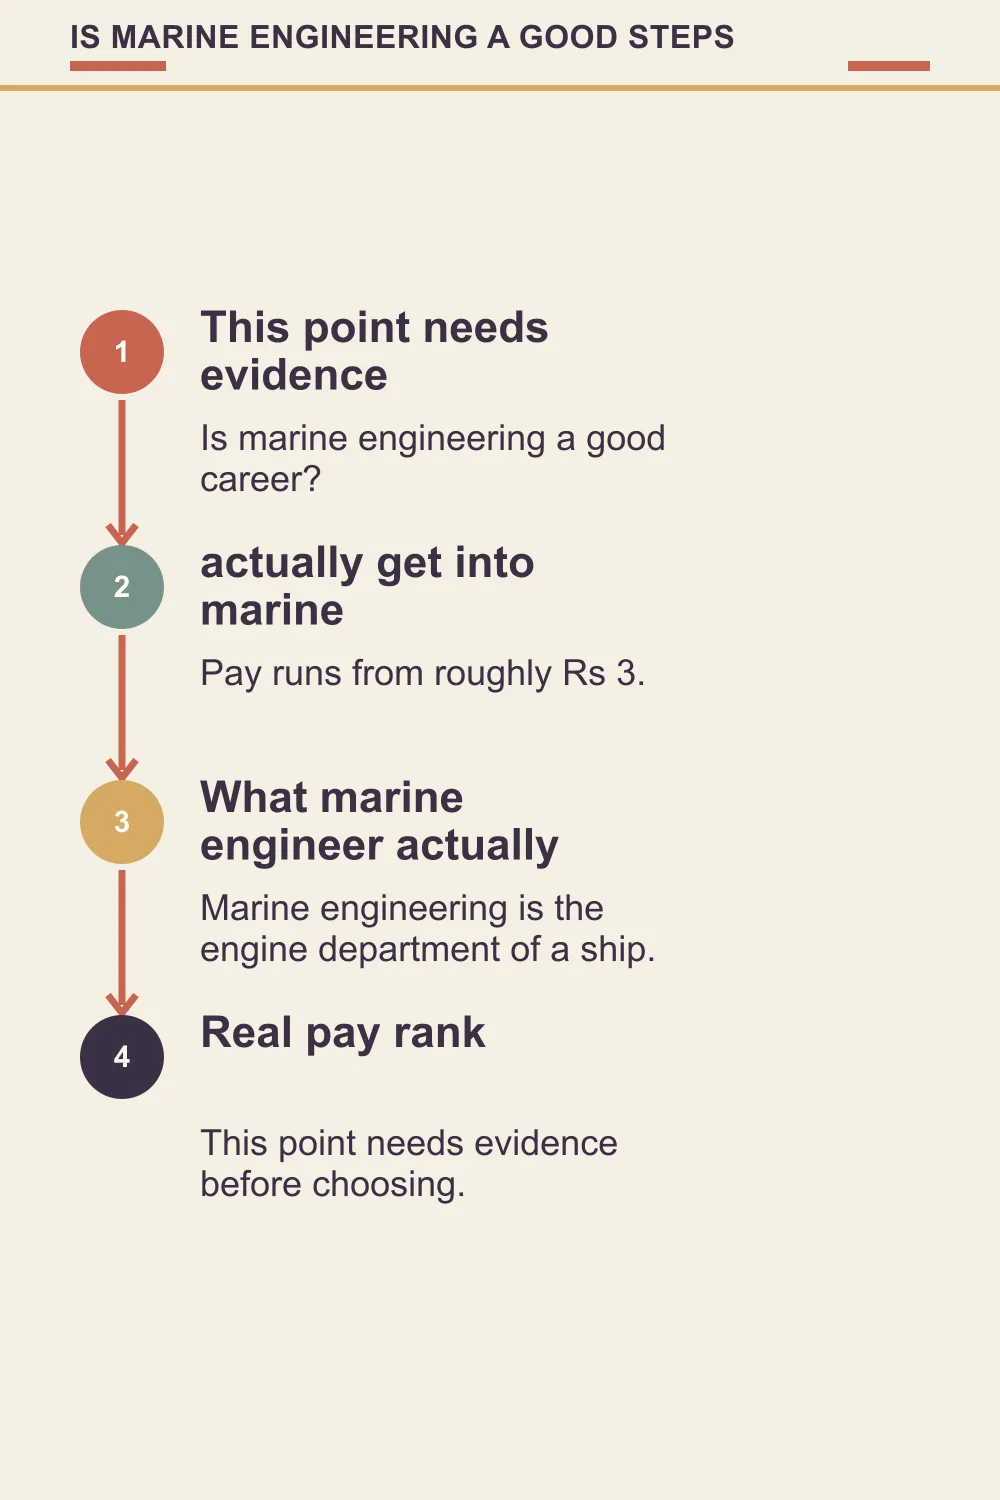 IS MARINE ENGINEERING A GOOD STEPS
1
This point needs
evidence
Is marine engineering a good
career?
2
actually get into
marine
Pay runs from roughly Rs 3.
3
What marine
engineer actually
Marine engineering is the
engine department of a ship.
4
Real pay rank
This point needs evidence
before choosing.